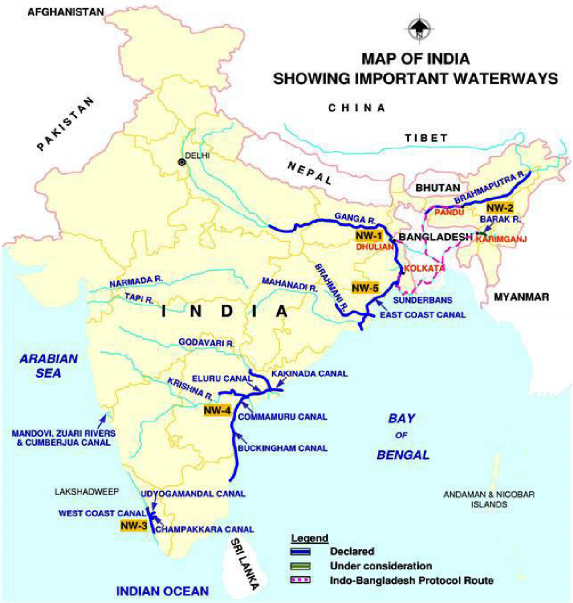 AFGHANISTAN
N
MAP OF INDIA
SHOWING IMPORTANT WATERWAYS
CHINA
PAKISTAN
TIBET
DELHI
NEPAL
BHUTAN
BRAHMAPUTRA R.
PANDU
NW-2
GANGA R.
BARAK R.
NW-1
BANGLADESH
KARIMGANJ
DHULIAN
KOLKATA
NARMADA R.
MAHANADI R.
BRAHMANI R.
NW-5
TAPI R.
SUNDERBANS
MYANMAR
INDIA
EAST COAST CANAL
GODAVARI R.
ARABIAN
SEA
KAKINADA CANAL
ELURU CANAL
KRISHNA R.
NW-4
COMMAMURU CANAL
MANDOVI, ZUARI RIVERS
& CUMBERJUA CANAL
BUCKINGHAM CANAL
BAY
OF
BENGAL
LAKSHADWEEP
UDYOGAMANDAL CANAL
ANDAMAN & NICOBAR
ISLANDS
WEST COAST CANAL
NW-3
CHAMPAKKARA CANAL
SRI LANKA
Legend
Declared
Under consideration
Indo-Bangladesh Protocol Route
INDIAN OCEAN